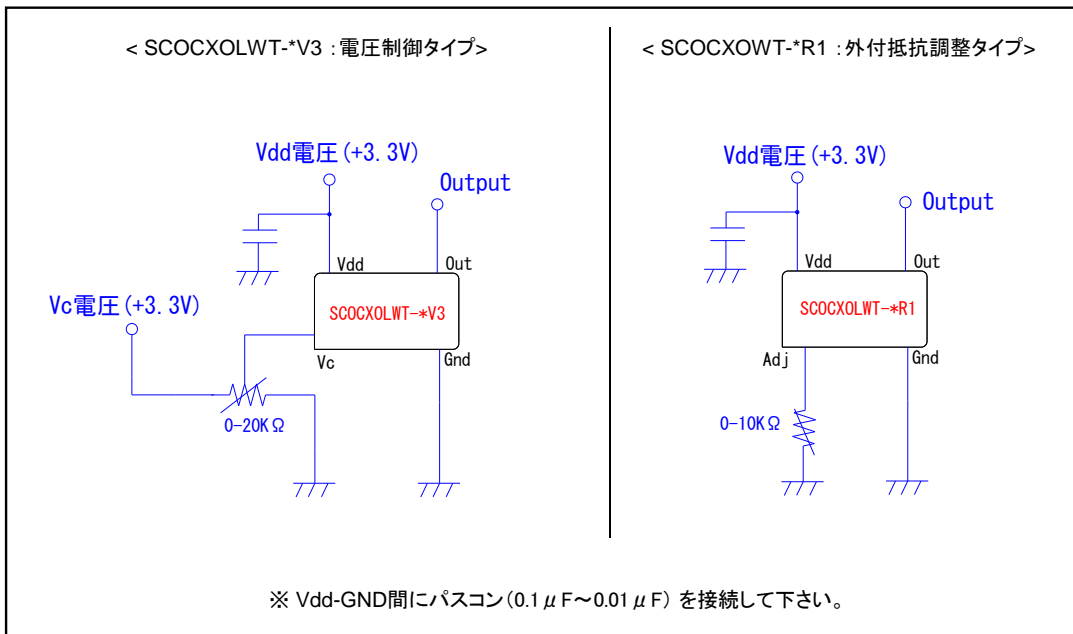 < SCOCXOLWT-*V3 : 電圧制御タイプ>
Vdd電圧(+3.3V)
Output
Vdd
Out
Vc電圧(+3.3V)
SCOCXOLWT-*V3
Vc
Gnd
0-20KΩ
< SCOCXOWT-*R1 : 外付抵抗調整タイプ>
Vdd電圧(+3.3V)
Output
Vdd
Out
SCOCXOLWT-*R1
Adj
Gnd
0-10KΩ
※ Vdd-GND間にパスコン(0.1μF～0.01μF) を接続して下さい。